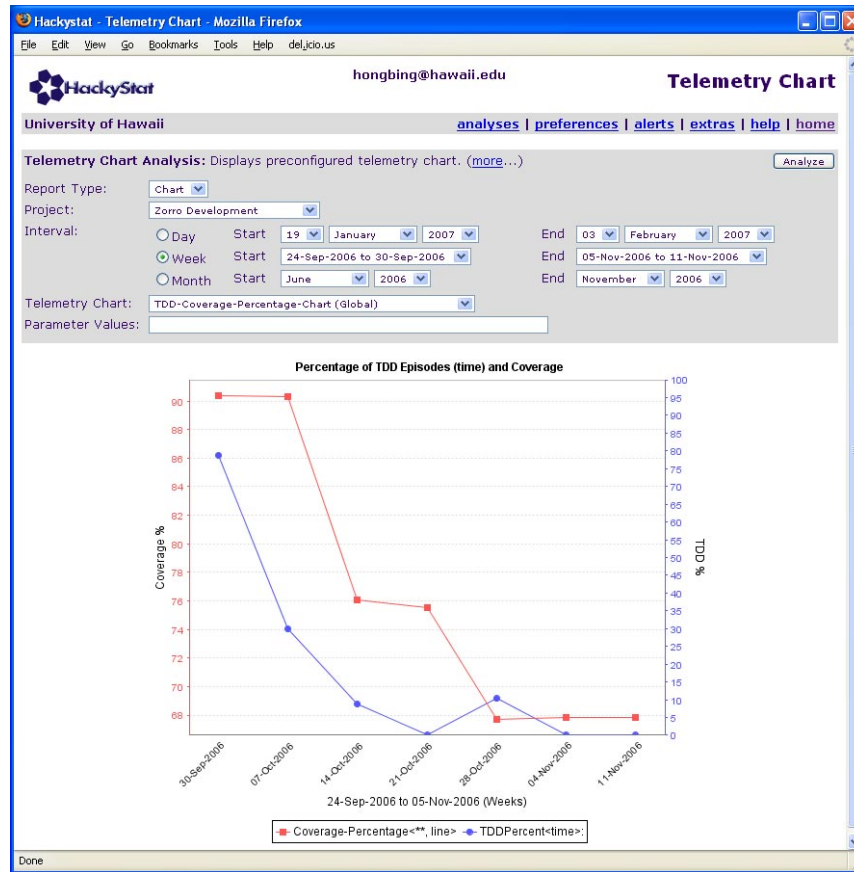 Hackystat - Telemetry Chart - Mozilla Firefox
File Edit View Go Bookmarks Tools Help del.icio.us
HackyStat
hongbing@hawaii.edu
Telemetry Chart
University of Hawaii
analyses | preferences | alerts | extras | help | home
Telemetry Chart Analysis: Displays preconfigured telemetry chart. (more...)
Analyze
Report Type: Chart
Project: Zorro Development
Interval: Day Start 19 January 2007 End 03 February 2007
Week Start 24-Sep-2006 to 30-Sep-2006 End 05-Nov-2006 to 11-Nov-2006
Month Start June 2006 End November 2006
Telemetry Chart: TDD-Coverage-Percentage-Chart (Global)
Parameter Values:
Percentage of TDD Episodes (time) and Coverage
Coverage %
90
88
86
84
82
80
78
76
74
72
70
68
100
95
90
85
80
75
70
65
60
55
50
45
40
35
30
25
20
15
10
5
0
TDD %
30-Sep-2006
07-Oct-2006
14-Oct-2006
21-Oct-2006
28-Oct-2006
04-Nov-2006
11-Nov-2006
24-Sep-2006 to 05-Nov-2006 (Weeks)
Coverage-Percentage<**, line> TDDPercent<time>:
Done